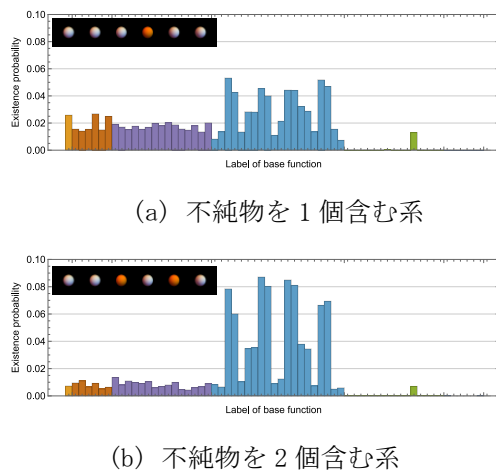 0.10
0.08
0.06
0.04
0.02
0.00
Existence probability
Label of base function
(a) 不純物を1個含む系
0.10
0.08
0.06
0.04
0.02
0.00
Existence probability
Label of base function
(b) 不純物を2個含む系